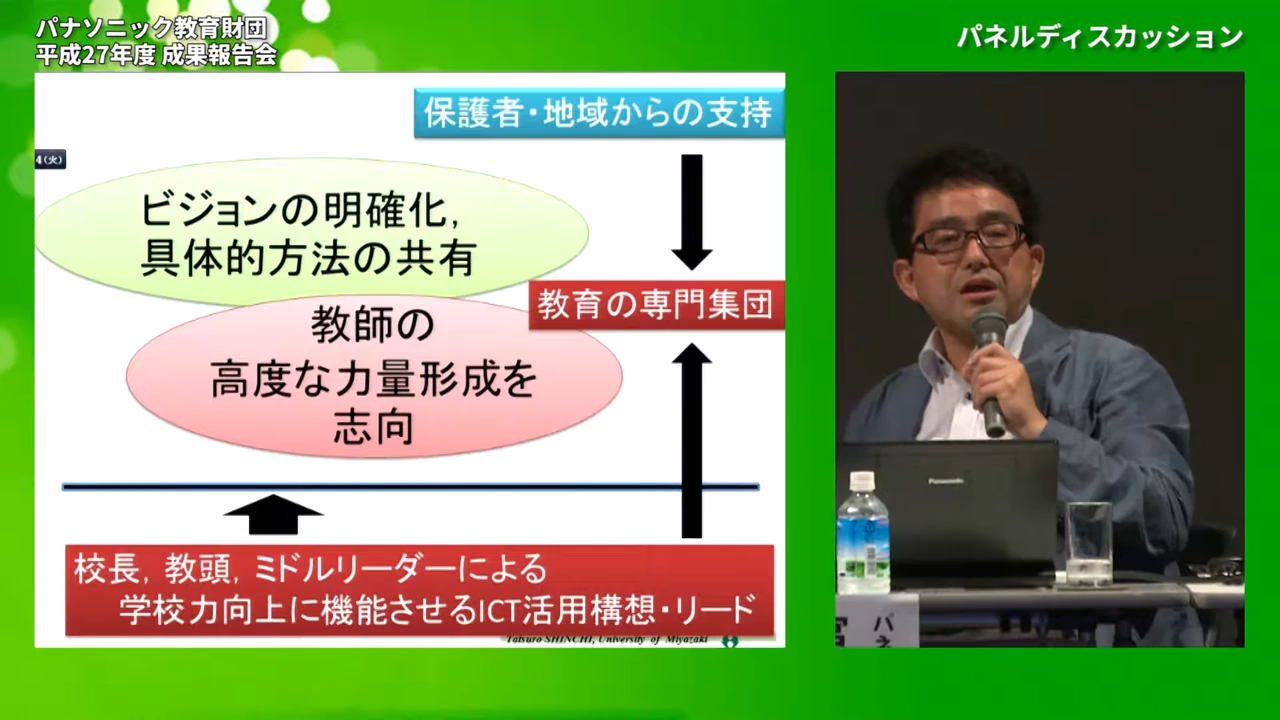 パナソニック教育財団
平成27年度 成果報告会
パネルディスカッション
保護者・地域からの支持
4(火)
ビジョンの明確化，
具体的方法の共有
教育の専門集団
教師の
高度な力量形成を
志向
校長，教頭，ミドルリーダーによる
学校力向上に機能させるICT活用構想・リード
Tatsuro SHINCHI, University of Miyazaki
Panasonic
パネ